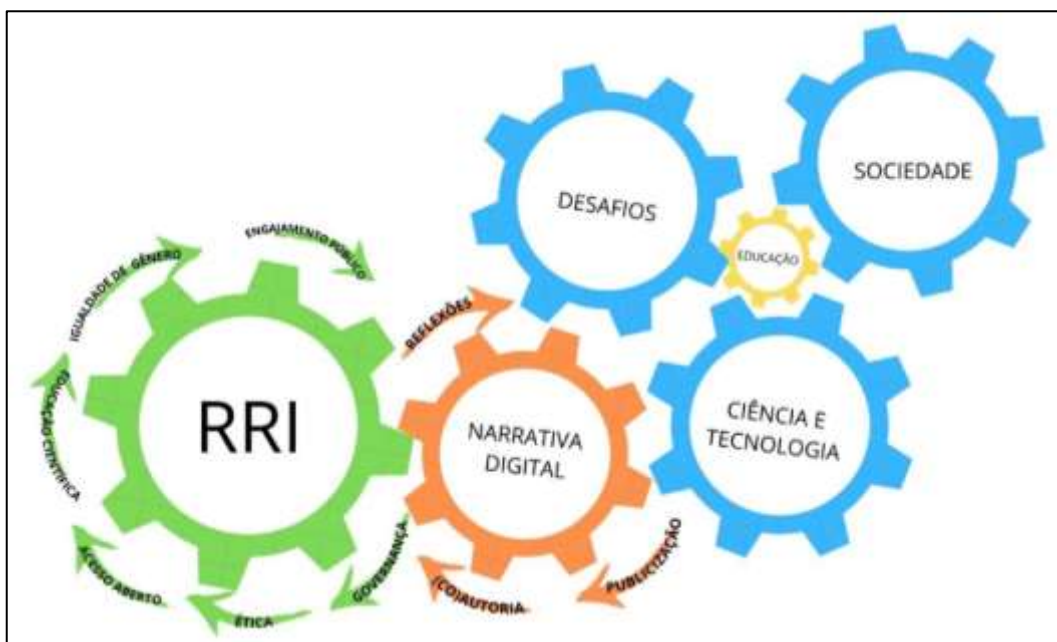 SOCIEDADE
DESAFIOS
EDUCAÇÃO
ENGAJAMENTO PÚBLICO
IGUALDADE DE GÊNERO
REFLEXÕES
EDUCAÇÃO CIENTÍFICA
RRI
NARRATIVA
DIGITAL
CIÊNCIA E
TECNOLOGIA
ACESSO ABERTO
ÉTICA
GOVERNANÇA
(CO)AUTORIA
PUBLICIZAÇÃO